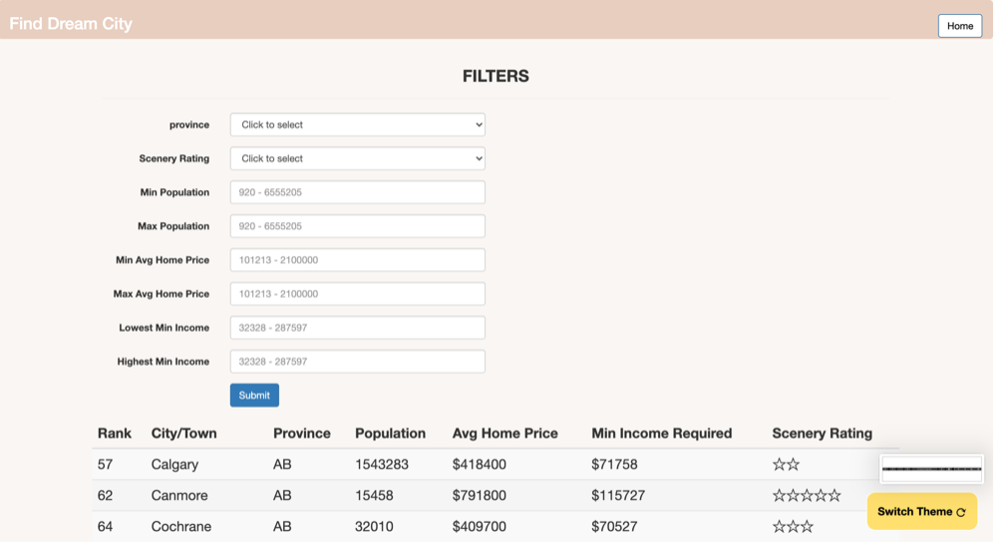 Find Dream City
Home
FILTERS
province Click to select
Scenery Rating Click to select
Min Population 920 - 6555205
Max Population 920 - 6555205
Min Avg Home Price 101213 - 2100000
Max Avg Home Price 101213 - 2100000
Lowest Min Income 32328 - 287597
Highest Min Income 32328 - 287597
Submit
Rank City/Town Province Population Avg Home Price Min Income Required Scenery Rating
57 Calgary AB 1543283 $418400 $71758 ☆☆
62 Canmore AB 15458 $791800 $115727 ☆☆☆☆☆
64 Cochrane AB 32010 $409700 $70527 ☆☆☆
Switch Theme